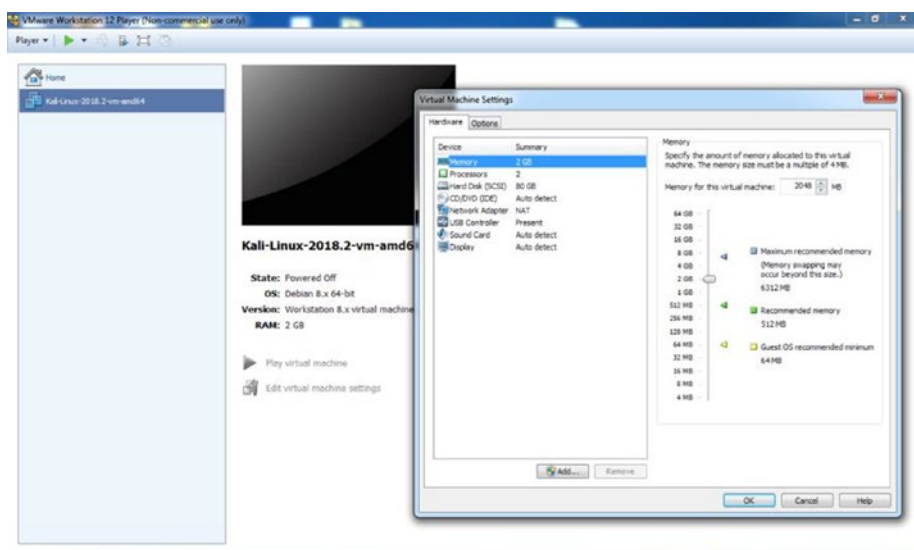 VMware Workstation 12 Player (Non-commercial use only)
Player
Home
Kali-Linux-2018.2-vm-amd64
Kali-Linux-2018.2-vm-amd6
State: Powered Off
OS: Debian 8.x 64-bit
Version: Workstation 8.x virtual machine
RAM: 2 GB
Play virtual machine
Edit virtual machine settings
Virtual Machine Settings
Hardware Options
Device Summary
Memory 2 GB
Processors 2
Hard Disk (SCSI) 80 GB
CD/DVD (IDE) Auto detect
Network Adapter NAT
USB Controller Present
Sound Card Auto detect
Display Auto detect
Add... Remove
Memory
Specify the amount of memory allocated to this virtual
machine. The memory size must be a multiple of 4 MB.
Memory for this virtual machine: 2048 MB
64 GB
32 GB
16 GB
8 GB
4 GB
2 GB
1 GB
512 MB
256 MB
128 MB
64 MB
32 MB
16 MB
8 MB
4 MB
Maximum recommended memory
(Memory swapping may
occur beyond this size.)
6312 MB
Recommended memory
512 MB
Guest OS recommended minimum
64 MB
OK Cancel Help